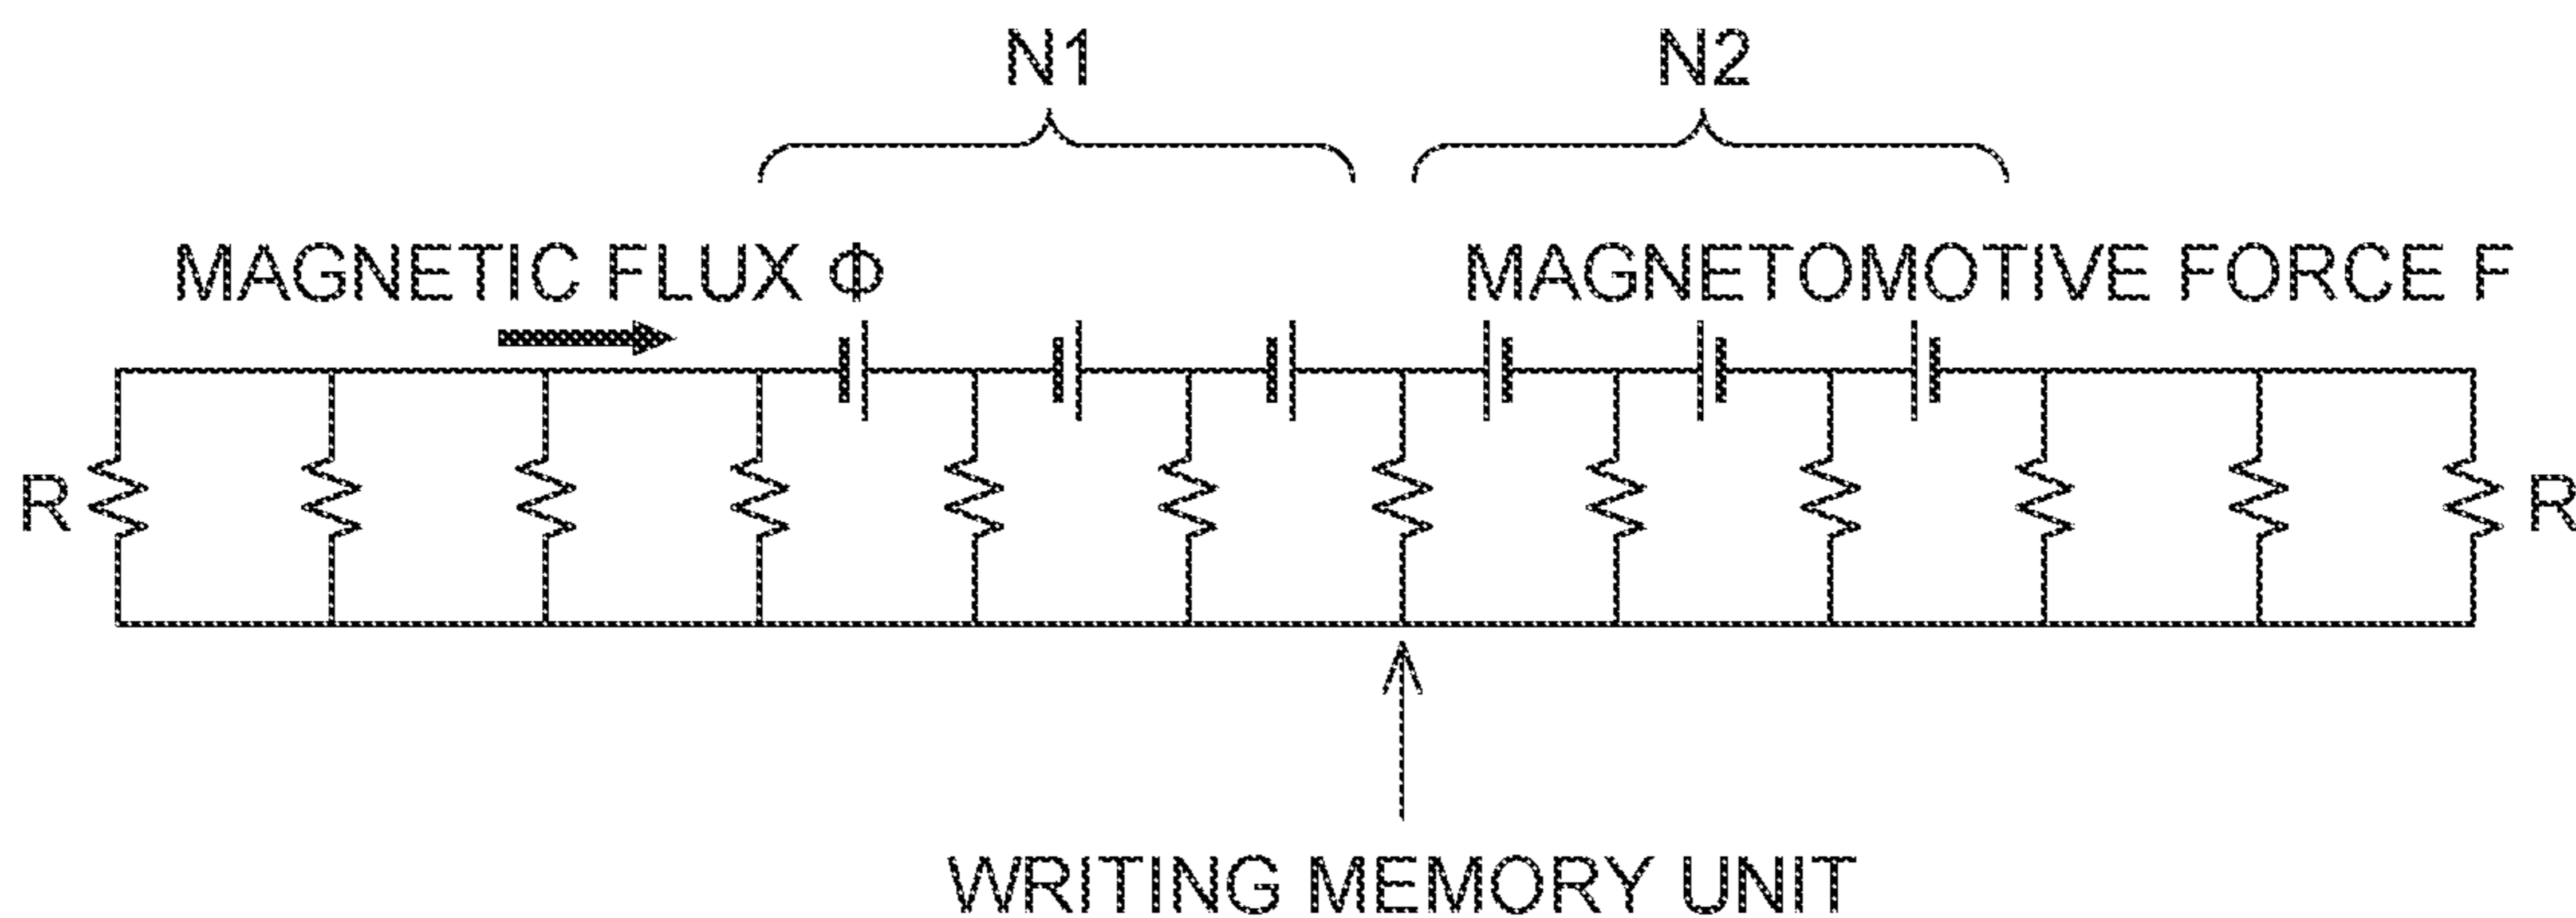 N1 N2
MAGNETIC FLUX Φ MAGNETOMOTIVE FORCE F
R R
WRITING MEMORY UNIT